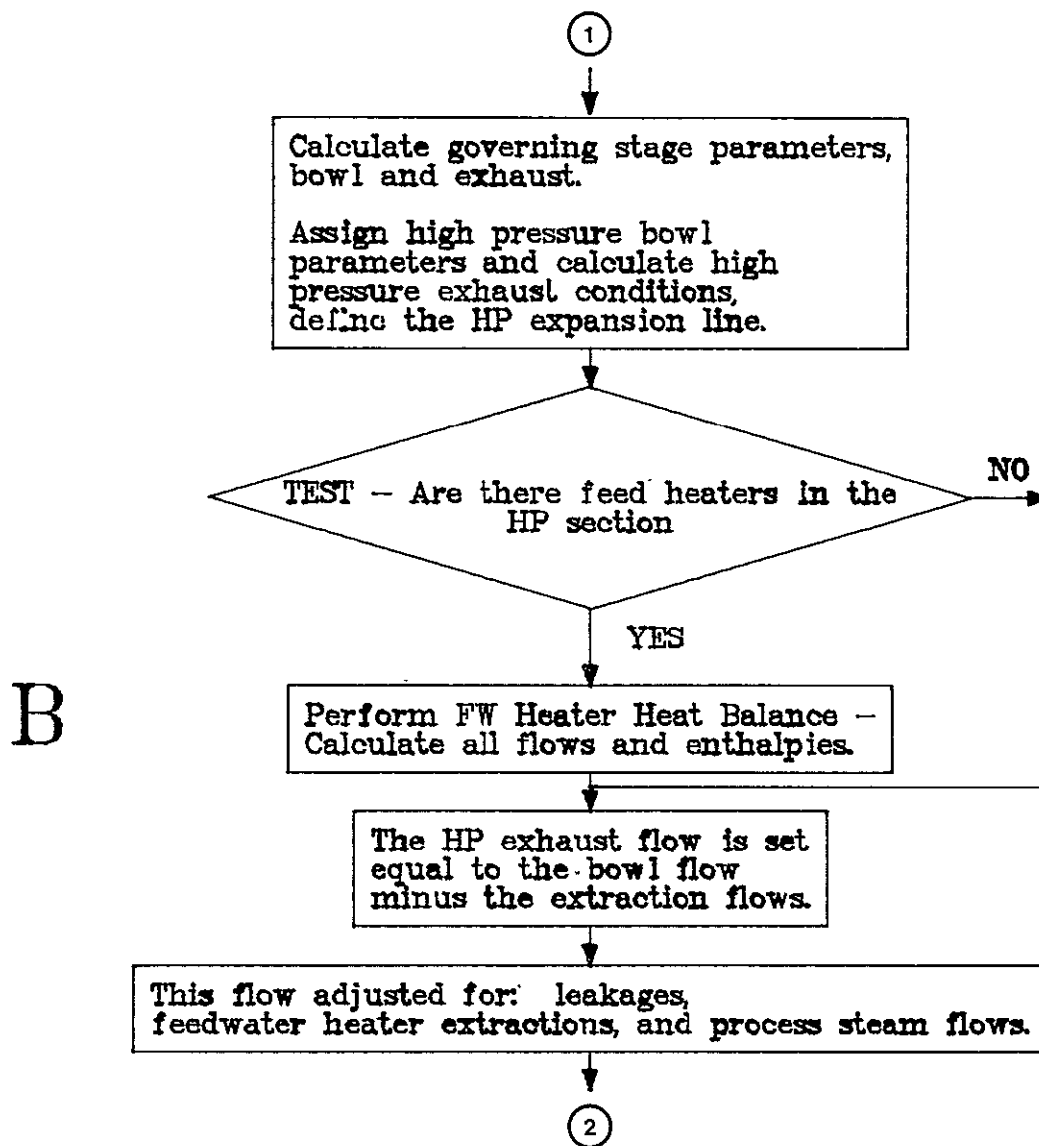 1
Calculate governing stage parameters,
bowl and exhaust.
Assign high pressure bowl
parameters and calculate high
pressure exhaust conditions,
define the HP expansion line.
TEST — Are there feed heaters in the
HP section
NO
YES
B
Perform FW Heater Heat Balance —
Calculate all flows and enthalpies.
The HP exhaust flow is set
equal to the bowl flow
minus the extraction flows.
This flow adjusted for: leakages,
feedwater heater extractions, and process steam flows.
2